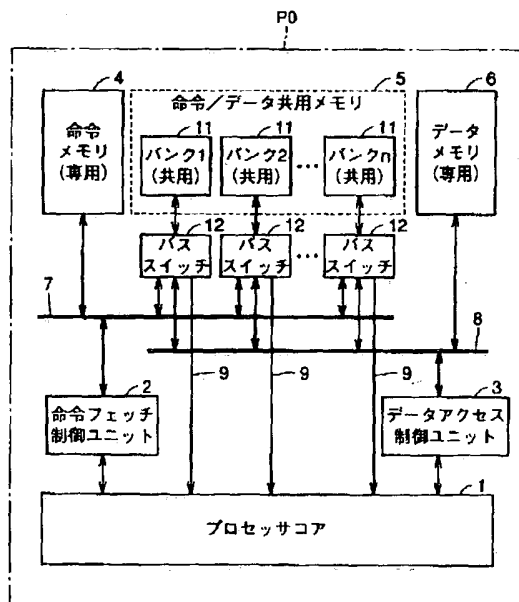 P0
4
5
6
命令
メモリ
(専用)
命令/データ共用メモリ
11
11
11
バンク1
(共用)
バンク2
(共用)
...
バンクn
(共用)
データ
メモリ
(専用)
12
12
12
バス
スイッチ
バス
スイッチ
...
バス
スイッチ
7
8
9
9
9
2
3
命令フェッチ
制御ユニット
データアクセス
制御ユニット
1
プロセッサコア